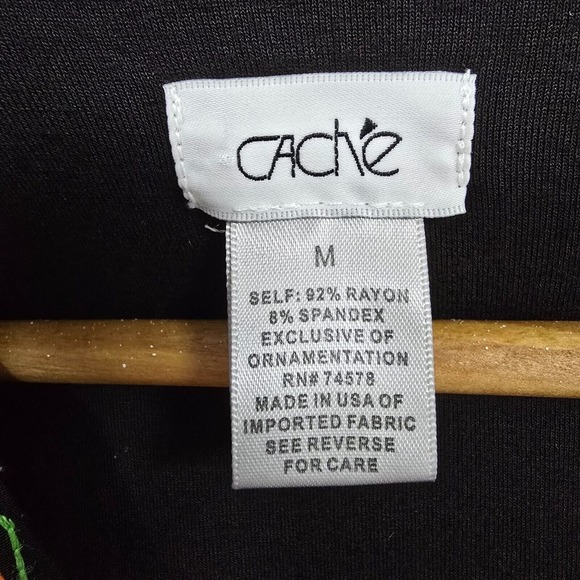 CAChé
M
SELF: 92% RAYON
8% SPANDEX
EXCLUSIVE OF
ORNAMENTATION
RN# 74578
MADE IN USA OF
IMPORTED FABRIC
SEE REVERSE
FOR CARE